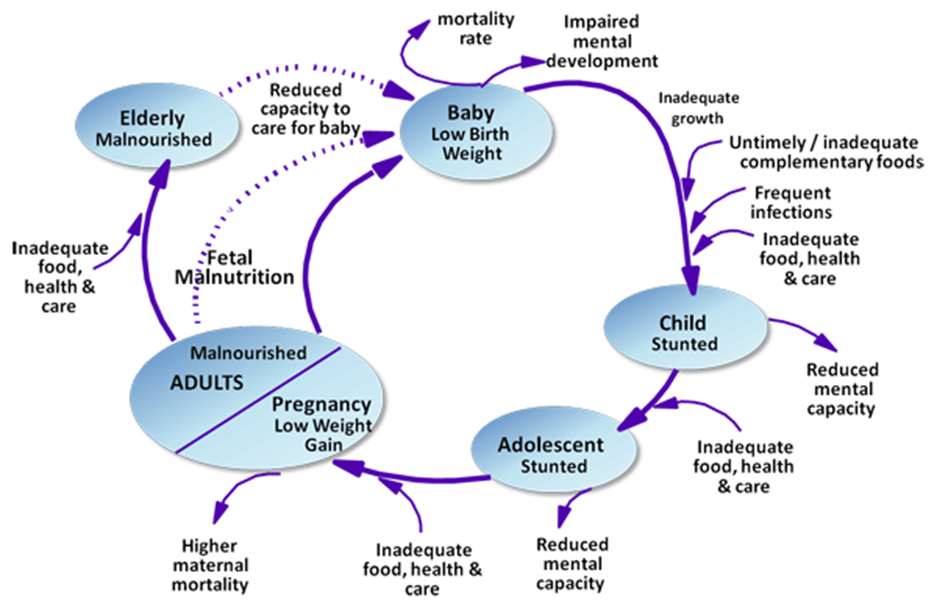 mortality
rate
Impaired
mental
development
Elderly
Malnourished
Reduced
capacity to
care for baby
Baby
Low Birth
Weight
Inadequate
growth
Untimely / inadequate
complementary foods
Frequent
infections
Inadequate
food, health
& care
Inadequate
food,
health &
care
Fetal
Malnutrition
Child
Stunted
Reduced
mental
capacity
Malnourished
ADULTS
Pregnancy
Low Weight
Gain
Adolescent
Stunted
Inadequate
food, health
& care
Higher
maternal
mortality
Inadequate
food, health &
care
Reduced
mental
capacity